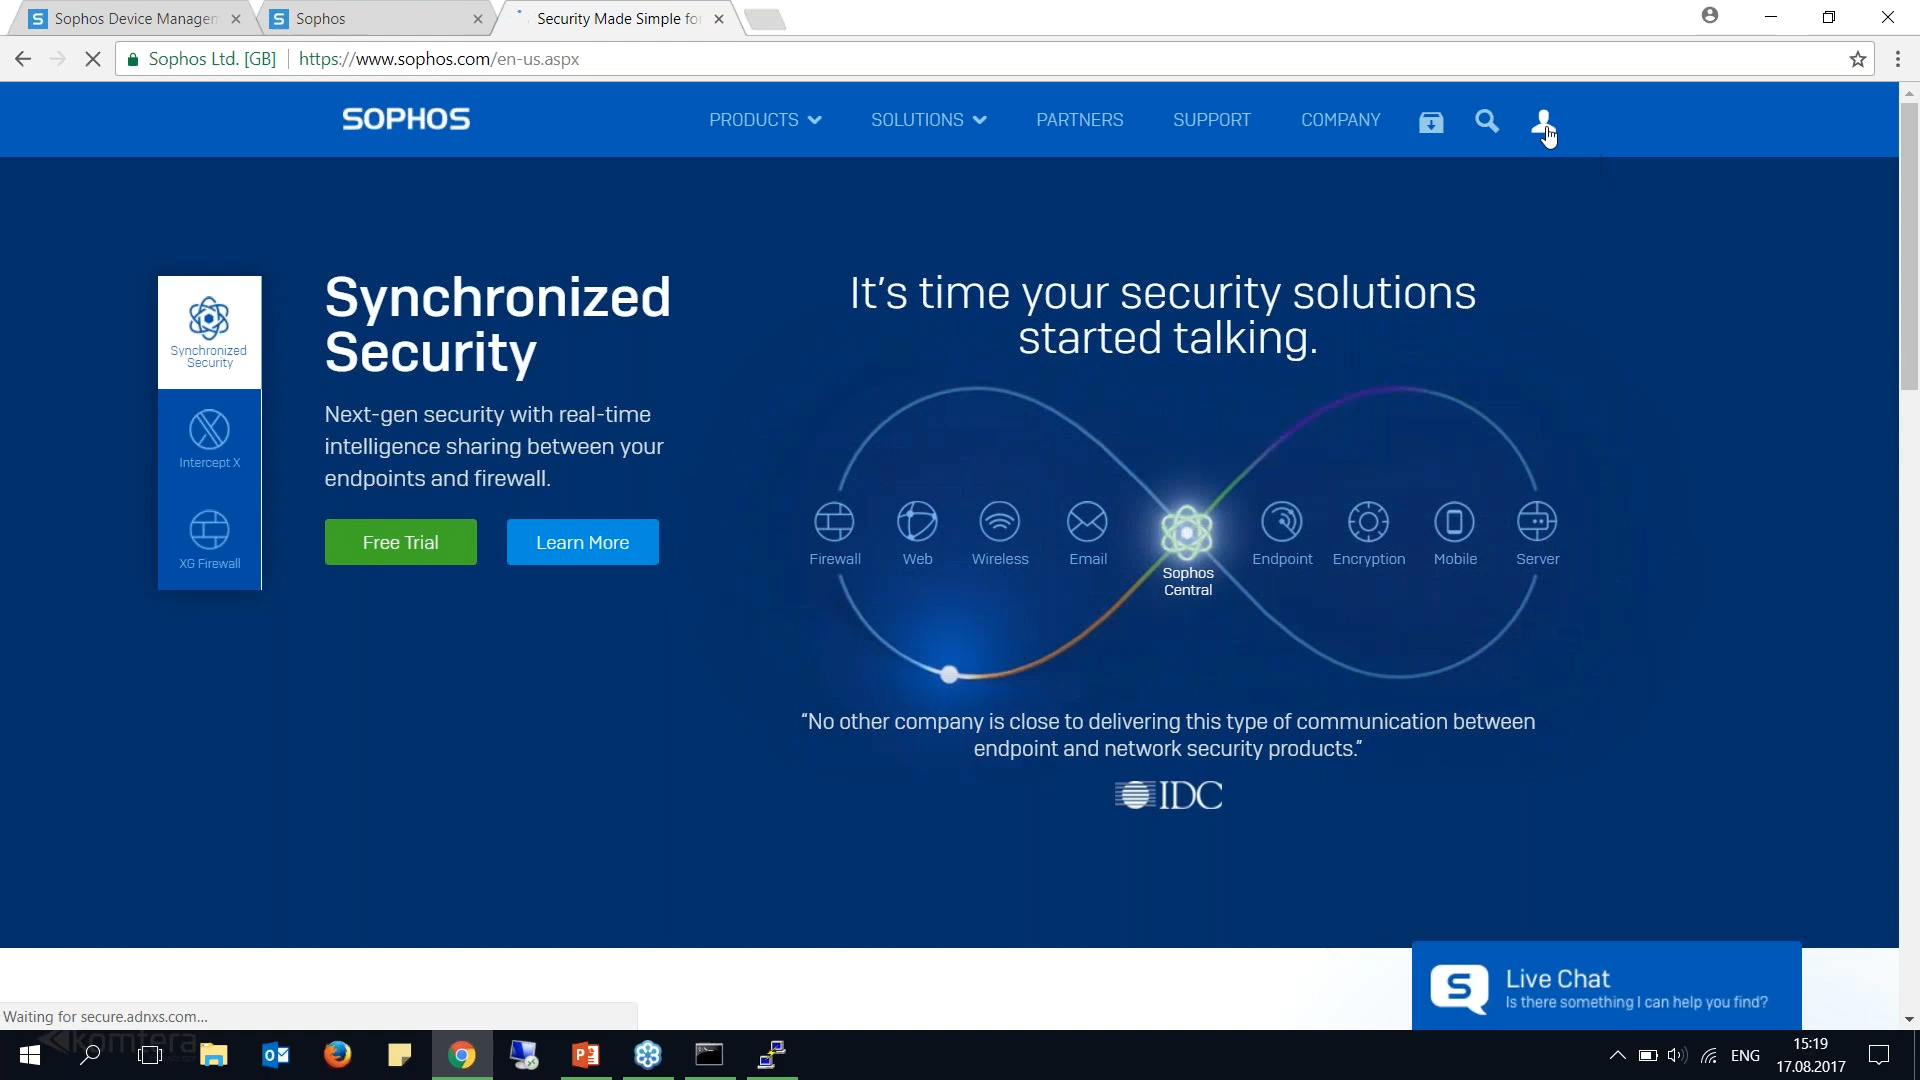 Sophos Device Managem
Sophos
Security Made Simple fo
Sophos Ltd. [GB]
https://www.sophos.com/en-us.aspx
SOPHOS
PRODUCTS
SOLUTIONS
PARTNERS
SUPPORT
COMPANY
Synchronized
Security
Intercept X
XG Firewall
Synchronized
Security
Next-gen security with real-time
intelligence sharing between your
endpoints and firewall.
Free Trial
Learn More
It's time your security solutions
started talking.
Firewall
Web
Wireless
Email
Sophos
Central
Endpoint
Encryption
Mobile
Server
“No other company is close to delivering this type of communication between
endpoint and network security products.”
IDC
Live Chat
Is there something I can help you find?
Waiting for secure.adnxs.com...
komtera
ENG
15:19
17.08.2017